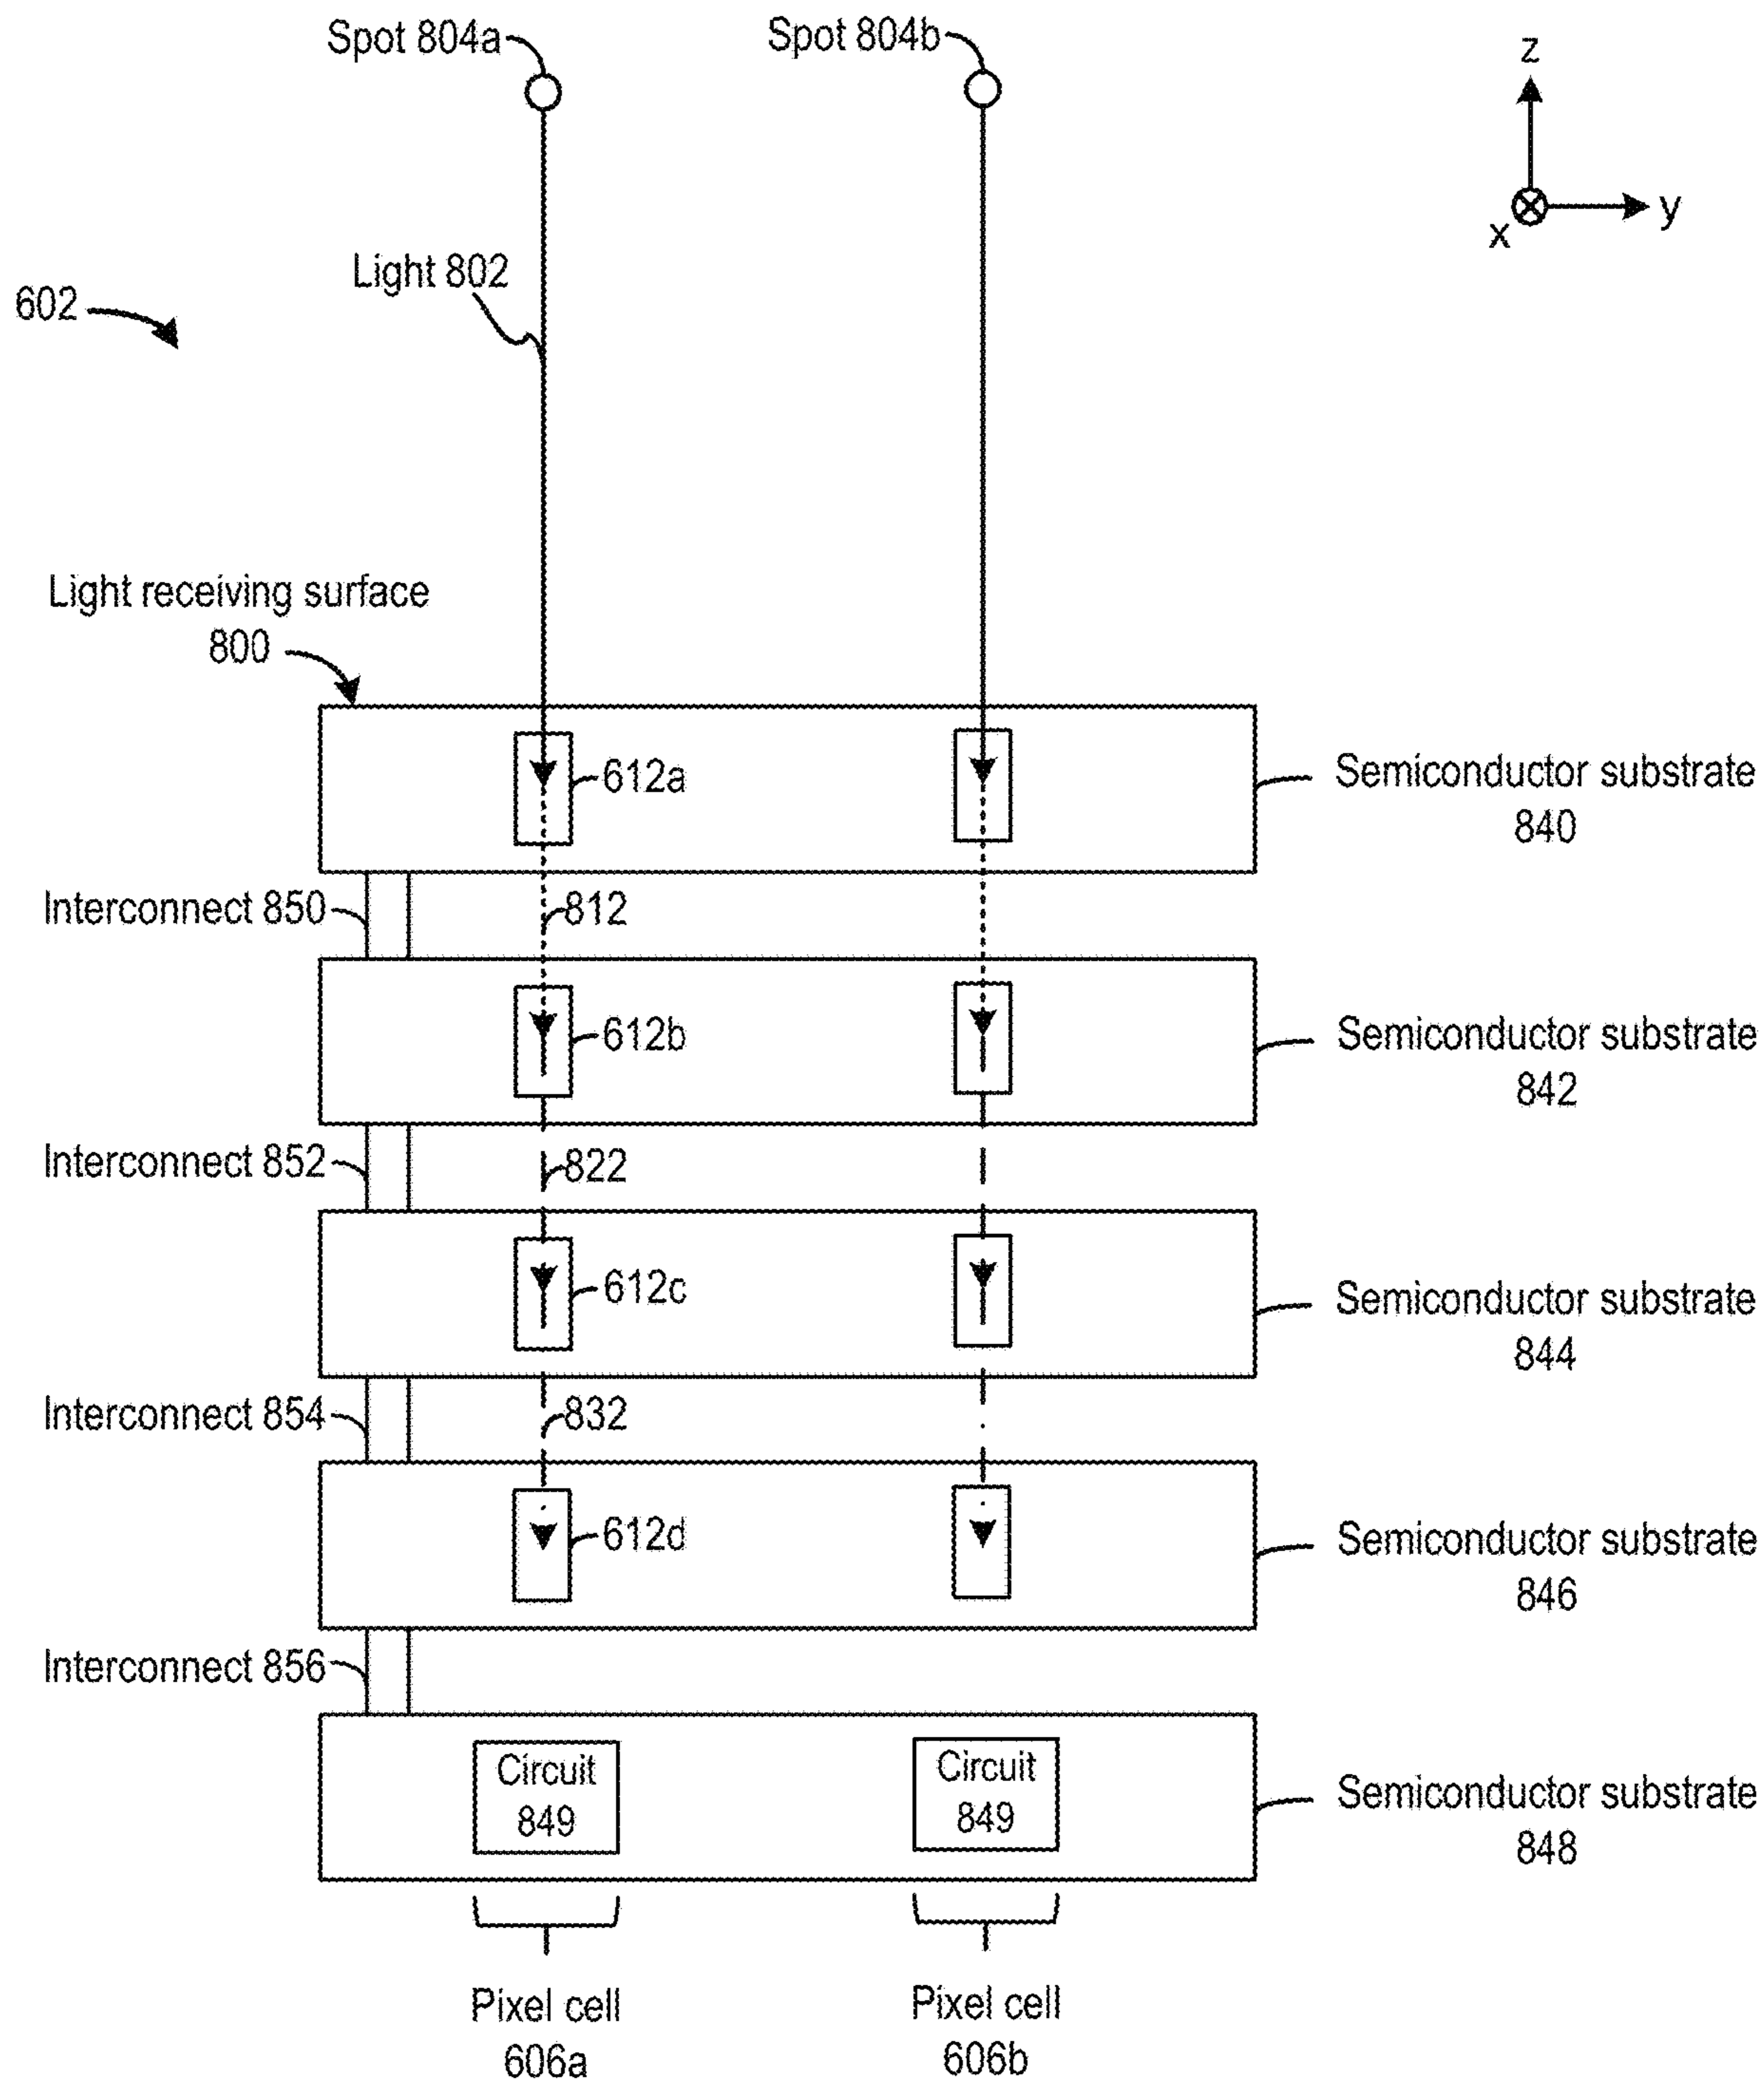 Spot 804a
Spot 804b
z
x
y
Light 802
602
Light receiving surface
800
612a
Semiconductor substrate
840
Interconnect 850
812
612b
Semiconductor substrate
842
Interconnect 852
822
612c
Semiconductor substrate
844
Interconnect 854
832
612d
Semiconductor substrate
846
Interconnect 856
Circuit
849
Circuit
849
Semiconductor substrate
848
Pixel cell
606a
Pixel cell
606b